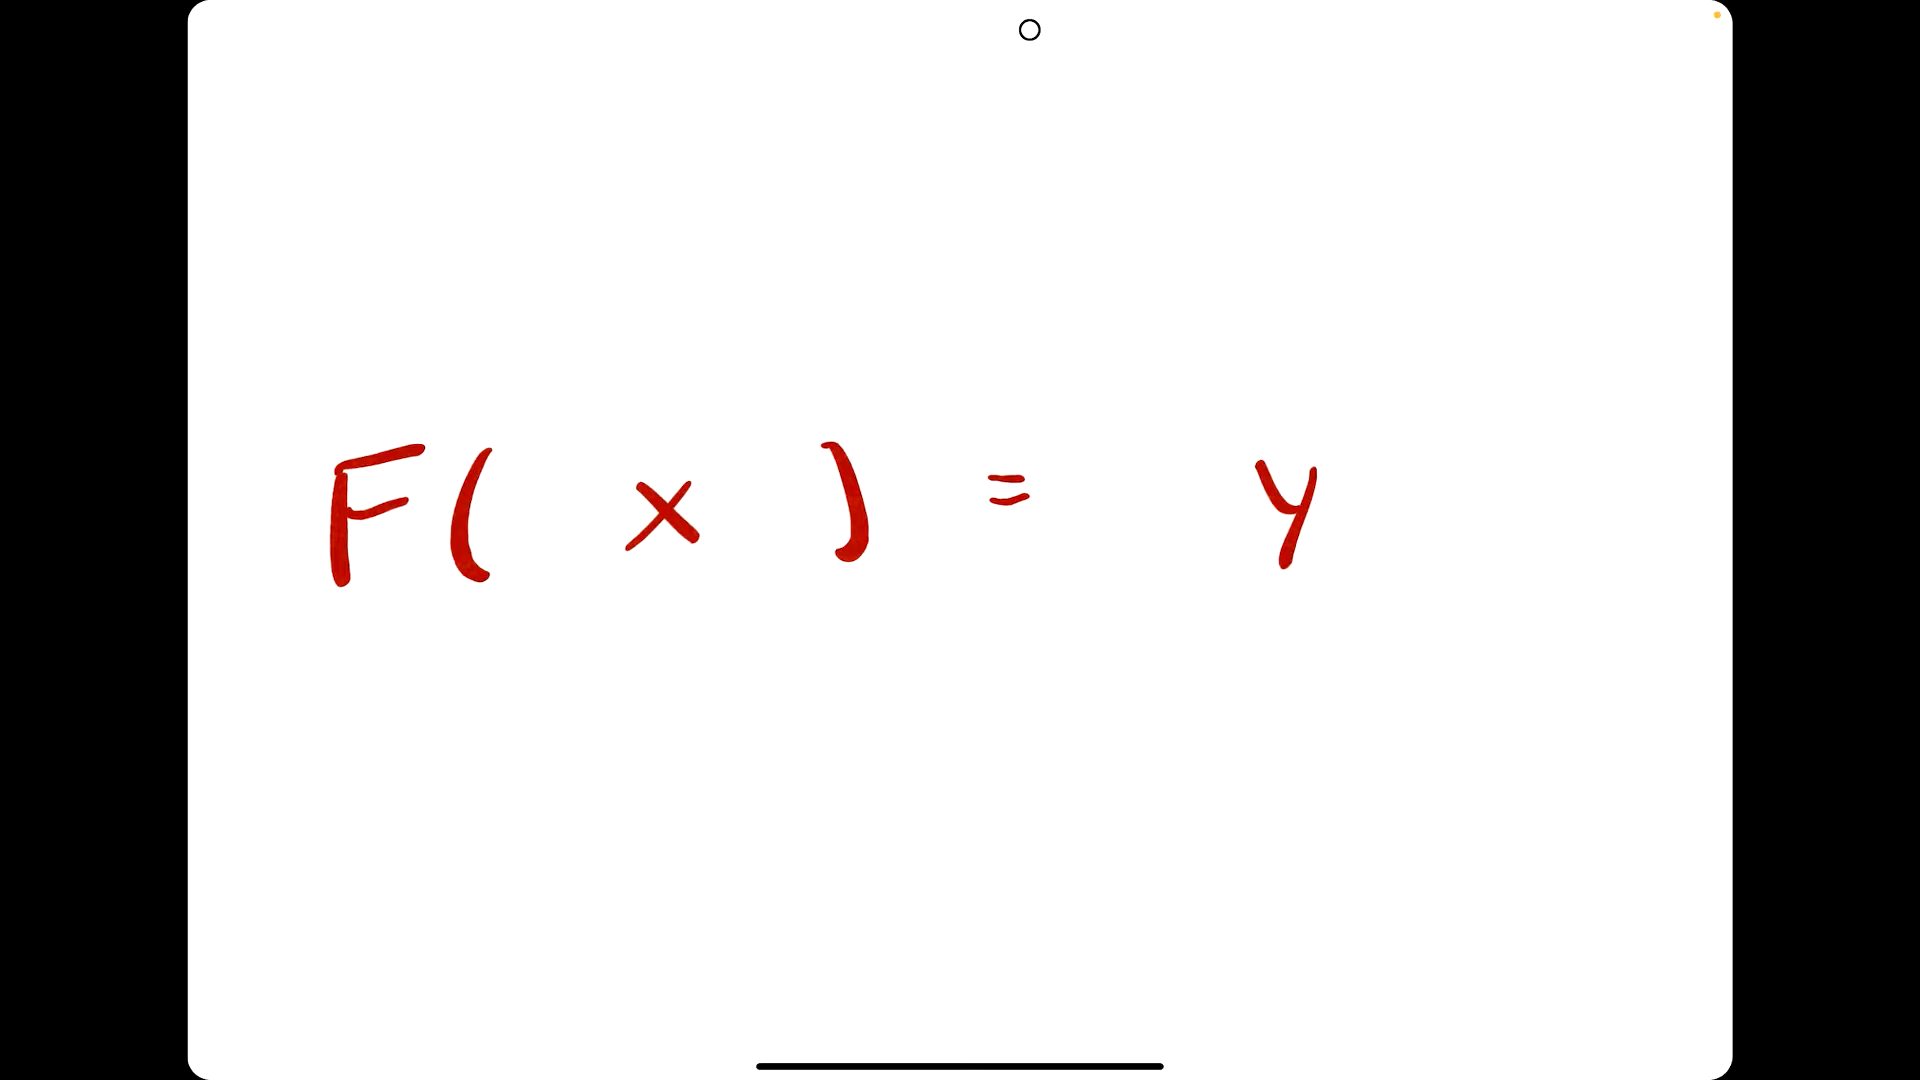 F( x ) = y